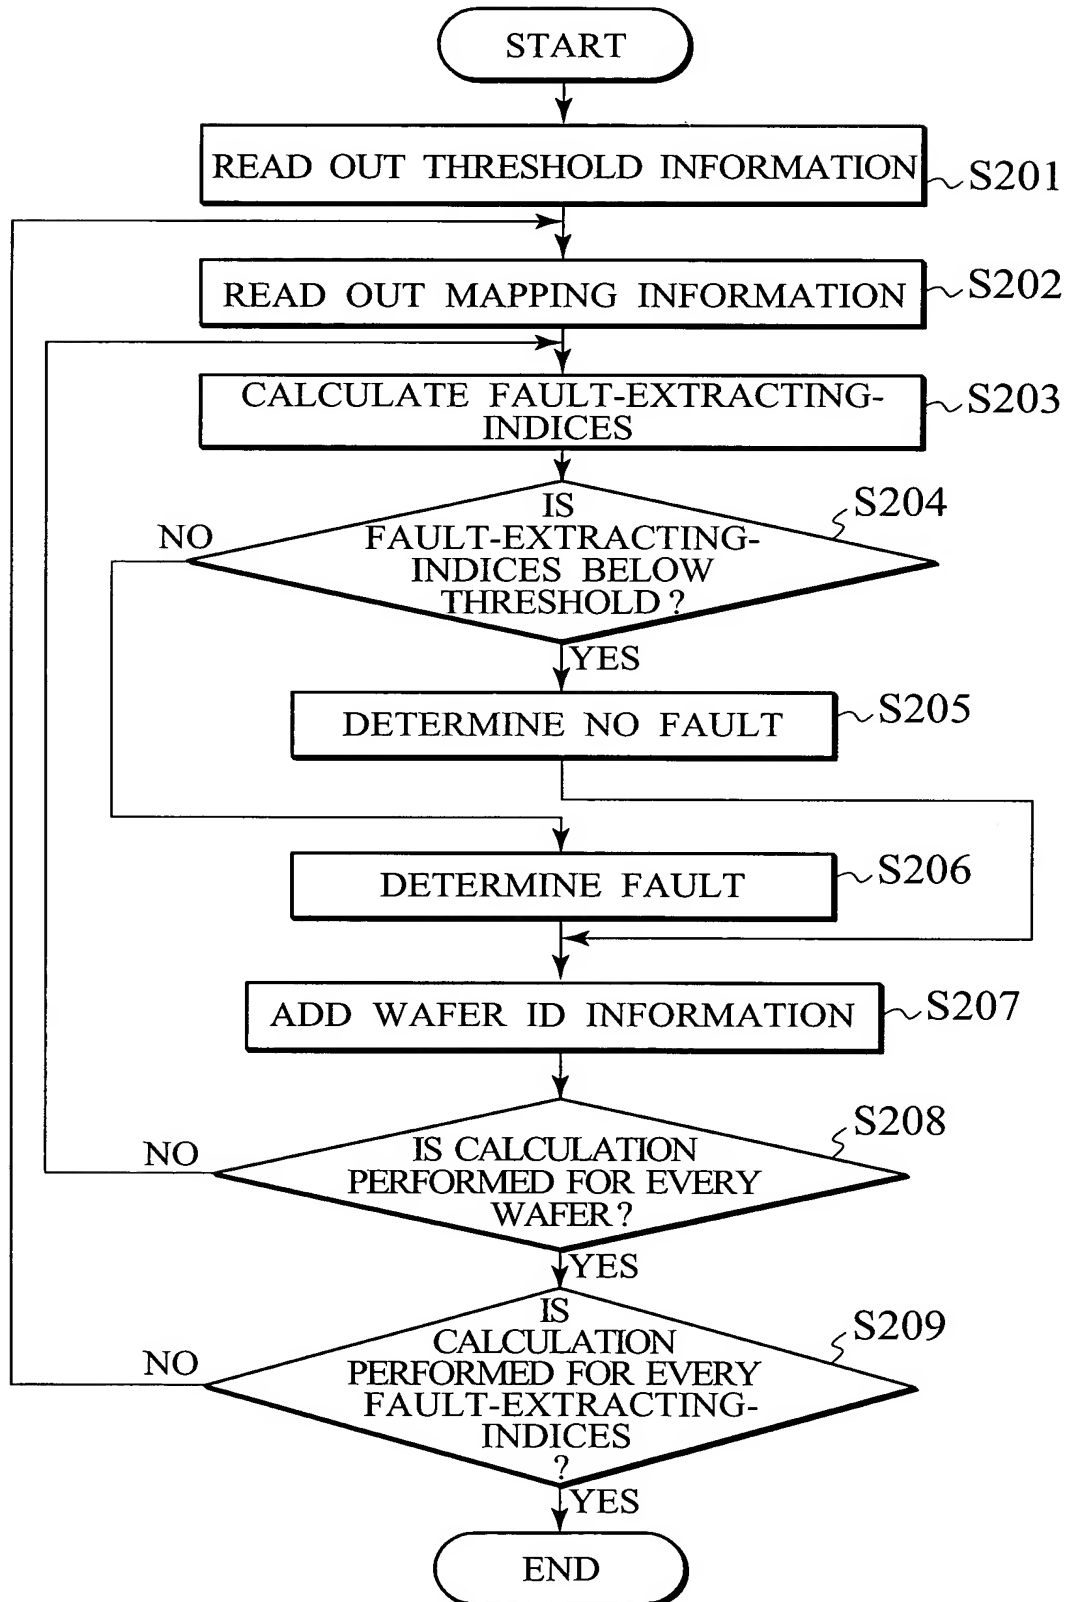 START
READ OUT THRESHOLD INFORMATION
S201
READ OUT MAPPING INFORMATION
S202
CALCULATE FAULT-EXTRACTING-
INDICES
S203
IS
FAULT-EXTRACTING-
INDICES BELOW
THRESHOLD?
S204
NO
YES
DETERMINE NO FAULT
S205
DETERMINE FAULT
S206
ADD WAFER ID INFORMATION
S207
IS CALCULATION
PERFORMED FOR EVERY
WAFER?
S208
NO
YES
IS
CALCULATION
PERFORMED FOR EVERY
FAULT-EXTRACTING-
INDICES
?
S209
NO
YES
END